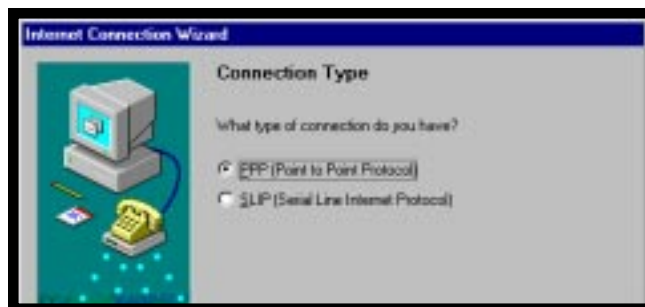 Internet Connection Wizard
Connection Type
What type of connection do you have?
PPP (Point to Point Protocol)
SLIP (Serial Line Internet Protocol)